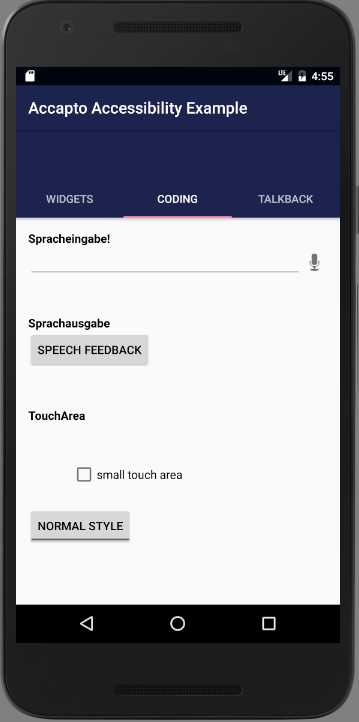 LTE 4:55
Accapto Accessibility Example
WIDGETS CODING TALKBACK
Spracheingabe!
Sprachausgabe
SPEECH FEEDBACK
TouchArea
small touch area
NORMAL STYLE